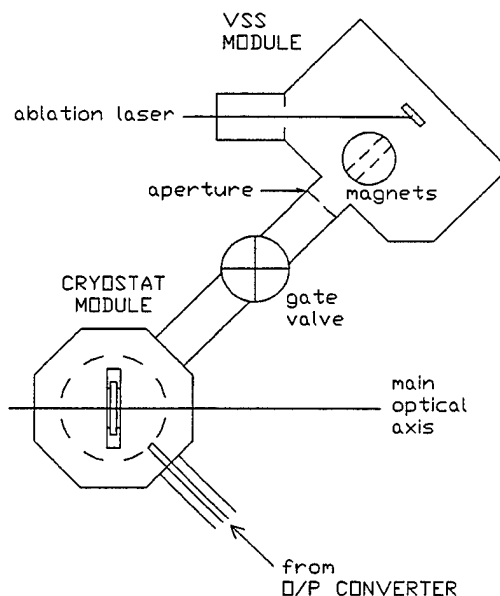 VSS
MODULE
ablation laser
aperture
magnets
CRYOSTAT
MODULE
gate
valve
main
optical
axis
from
O/P CONVERTER